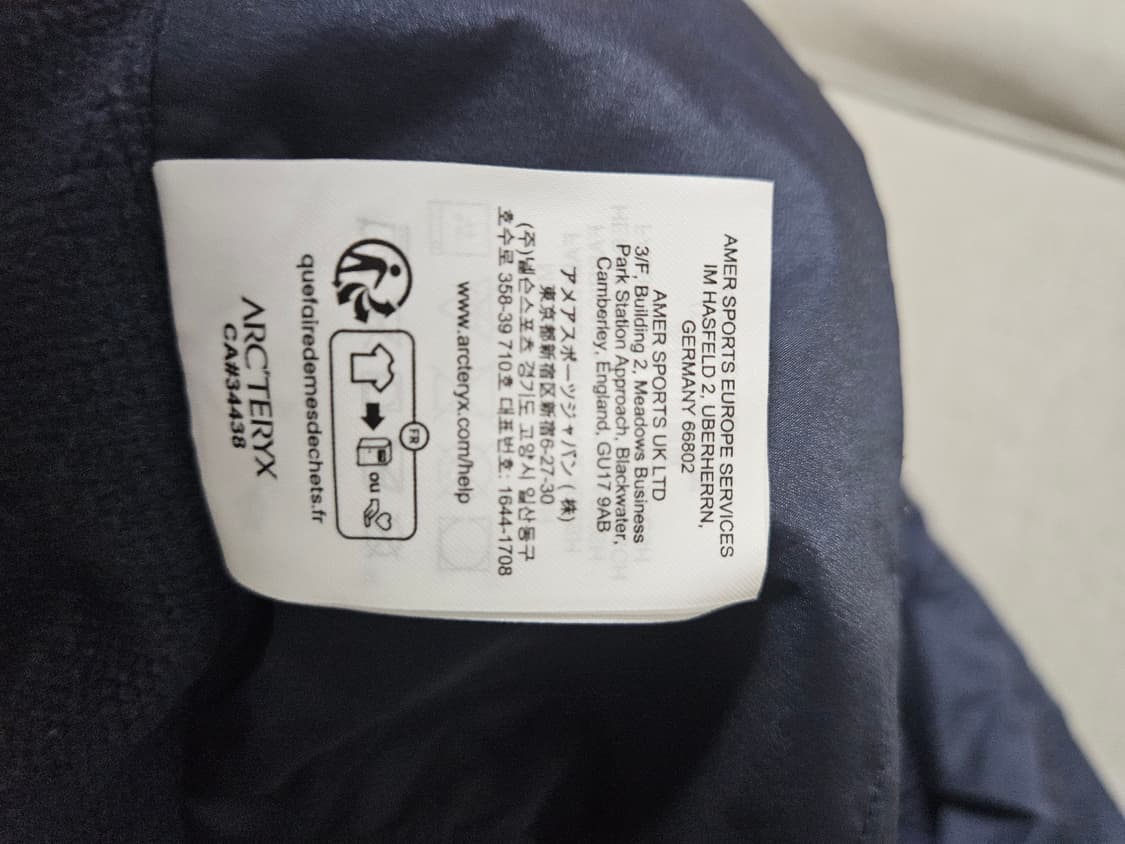 AMER SPORTS EUROPE SERVICES
IM HASFELD 2, UBERHERRN,
GERMANY 66802
AMER SPORTS UK LTD
3/F, Building 2, Meadows Business
Park Station Approach, Blackwater,
Camberley, England, GU17 9AB
アメアスポーツジャパン ( 株)
東京都新宿区新宿6-27-30
(주)넬슨스포츠 경기도 고양시 일산동구
호수로 358-39 710호 대표번호: 1644-1708
www.arcteryx.com/help
FR
ou
quefairedemesdechets.fr
ARC'TERYX
CA#34438